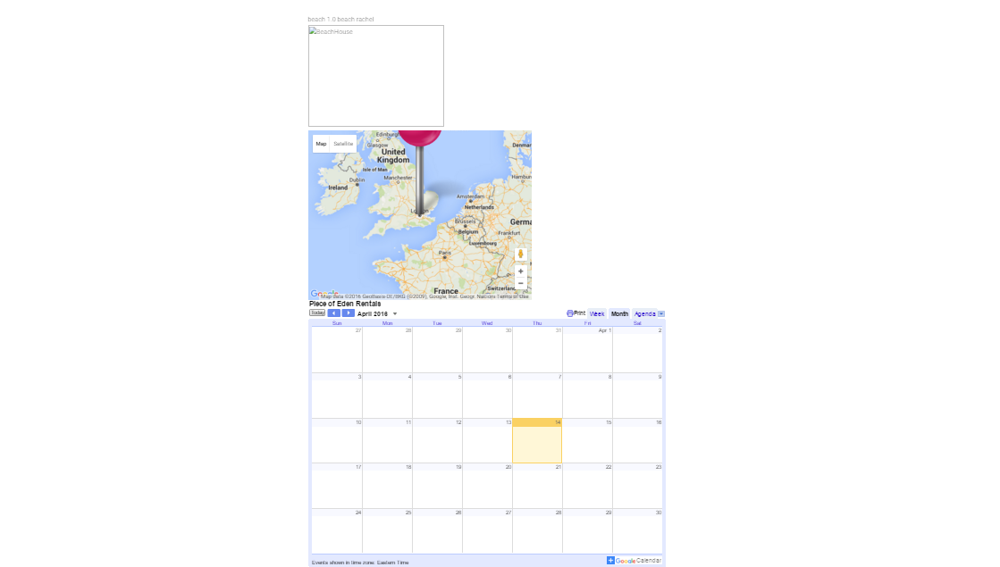 beach 1.0 beach rachel
BeachHouse
Map Satellite
Edinburgh
Glasgow
United Kingdom
Isle of Man
Dublin
Manchester
Ireland
Denmar
Hamburg
Amsterdam
Netherlands
Brussels
Belgium
Germa
Frankfurt
Luxembourg
Paris
France
Switzerland
Google
Map data ©2016 GeoBasis-DE/BKG (©2009), Google, Inst. Geogr. Nacional Terms of Use
Piece of Eden Rentals
Today April 2016 Print Week Month Agenda
Sun Mon Tue Wed Thu Fri Sat
27 28 29 30 31 Apr 1 2
3 4 5 6 7 8 9
10 11 12 13 14 15 16
17 18 19 20 21 22 23
24 25 26 27 28 29 30
Events shown in time zone: Eastern Time
Google Calendar